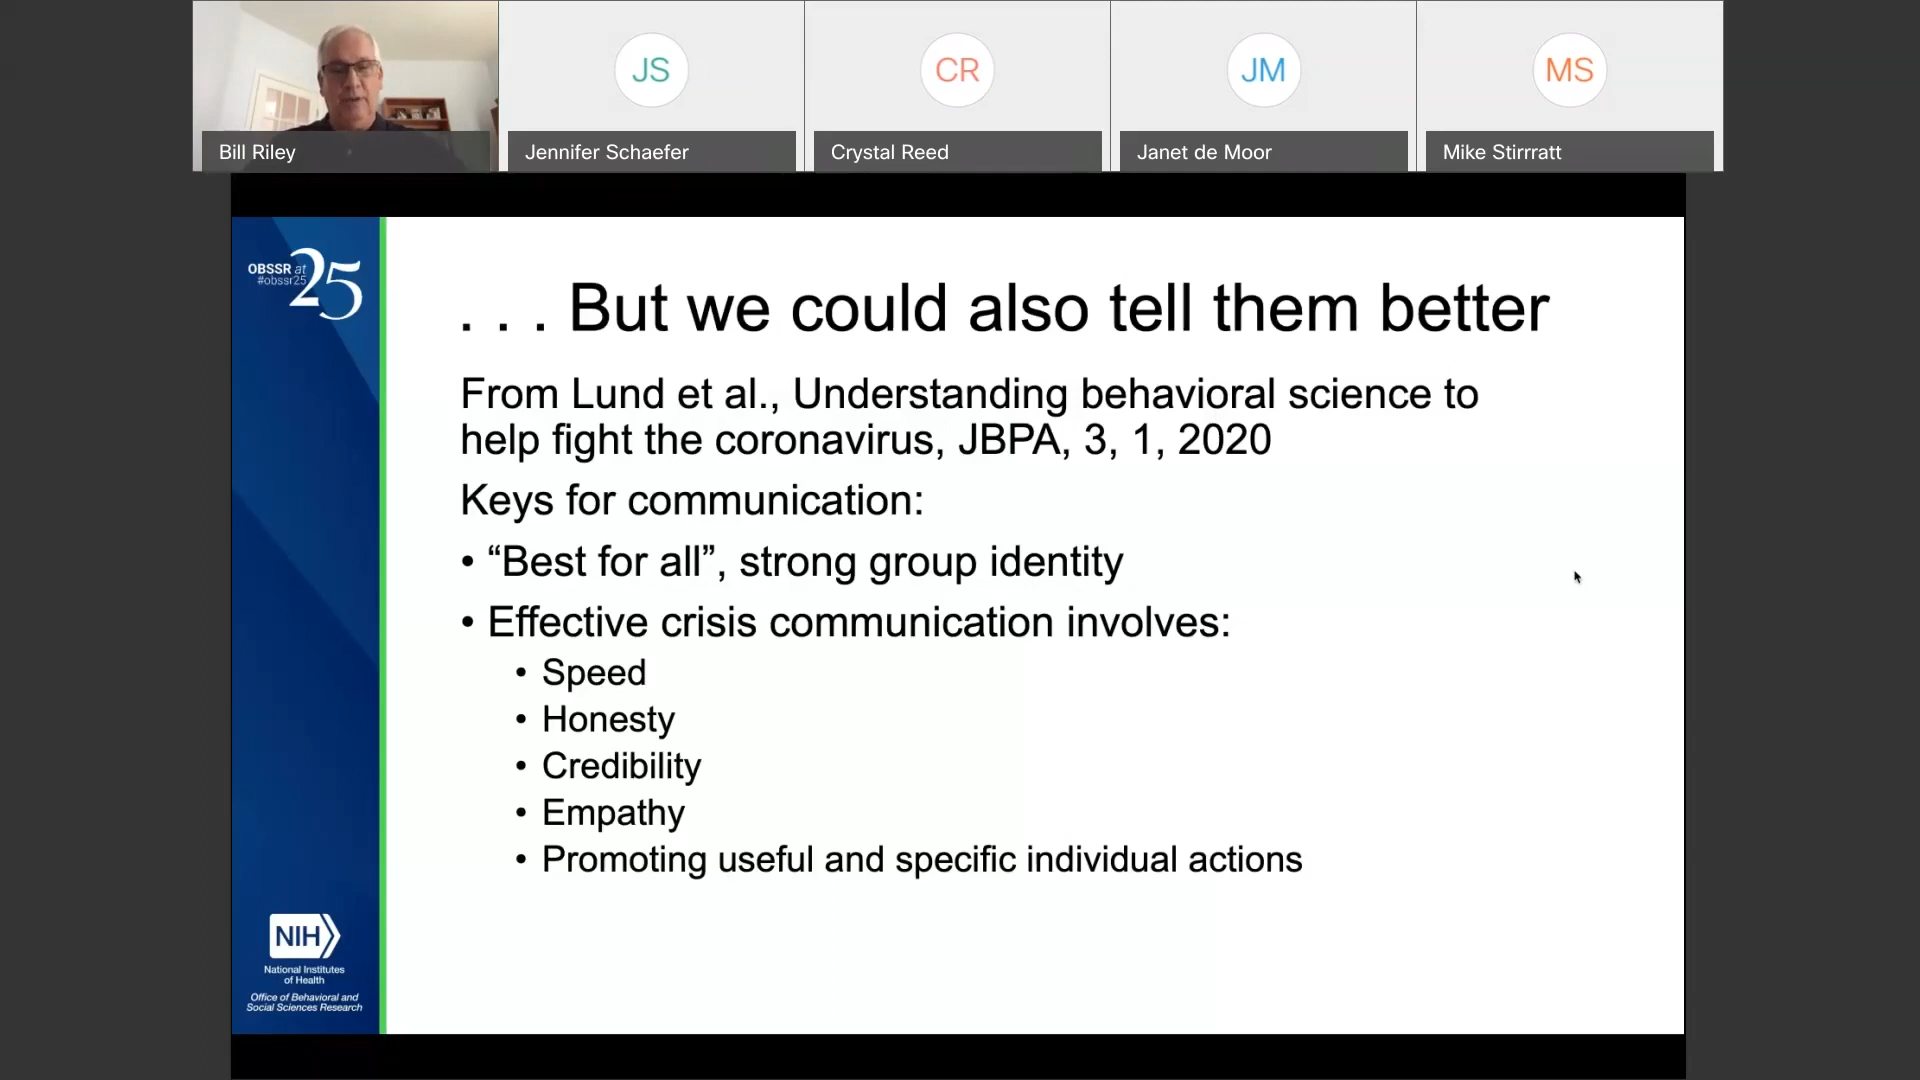 JS
CR
JM
MS
Bill Riley
Jennifer Schaefer
Crystal Reed
Janet de Moor
Mike Stirrratt
OBSSR at 25
#obssr25
. . . But we could also tell them better
From Lund et al., Understanding behavioral science to
help fight the coronavirus, JBPA, 3, 1, 2020
Keys for communication:
• “Best for all”, strong group identity
• Effective crisis communication involves:
• Speed
• Honesty
• Credibility
• Empathy
• Promoting useful and specific individual actions
NIH
National Institutes
of Health
Office of Behavioral and
Social Sciences Research